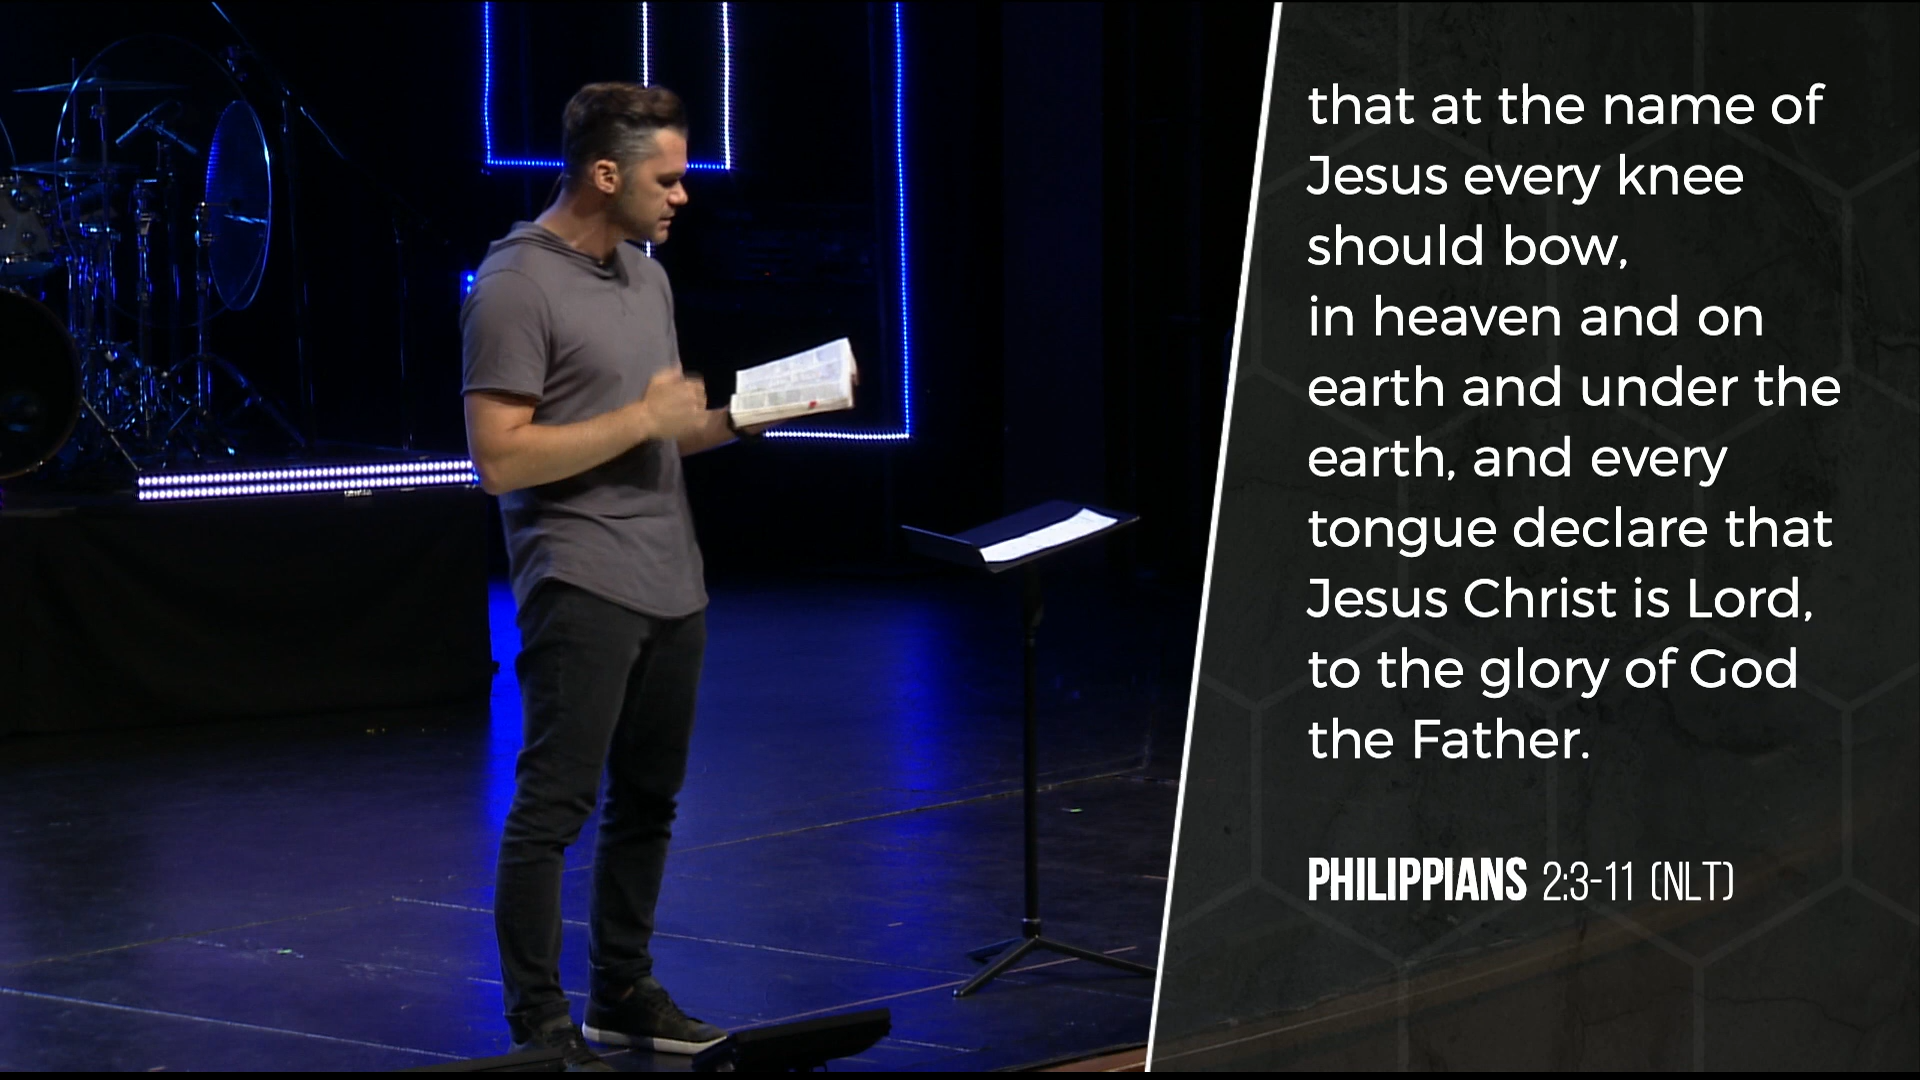 that at the name of
Jesus every knee
should bow,
in heaven and on
earth and under the
earth, and every
tongue declare that
Jesus Christ is Lord,
to the glory of God
the Father.
PHILIPPIANS 2:3-11 (NLT)